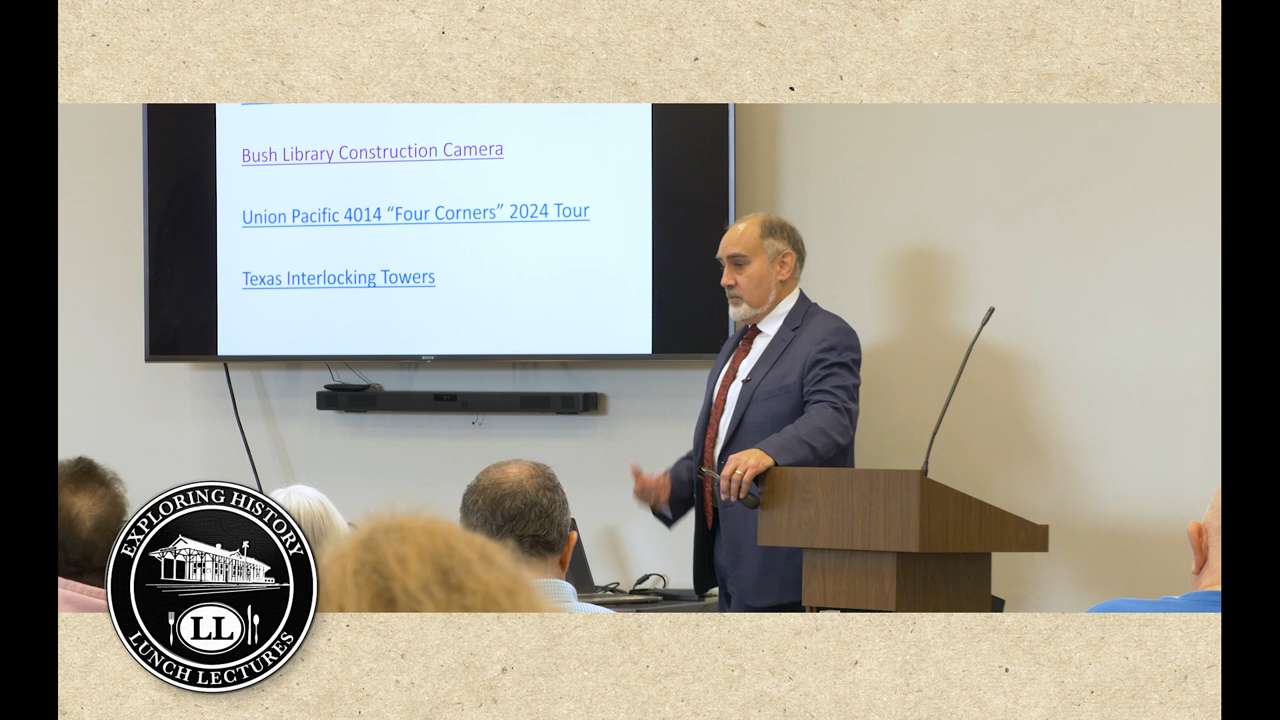 Bush Library Construction Camera
Union Pacific 4014 “Four Corners” 2024 Tour
Texas Interlocking Towers
EXPLORING HISTORY
LL
LUNCH LECTURES